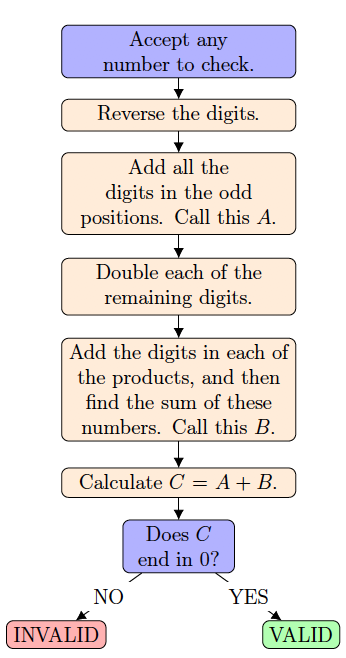 Accept any
number to check.
Reverse the digits.
Add all the
digits in the odd
positions. Call this A.
Double each of the
remaining digits.
Add the digits in each of
the products, and then
find the sum of these
numbers. Call this B.
Calculate C = A + B.
Does C
end in 0?
NO
YES
INVALID
VALID